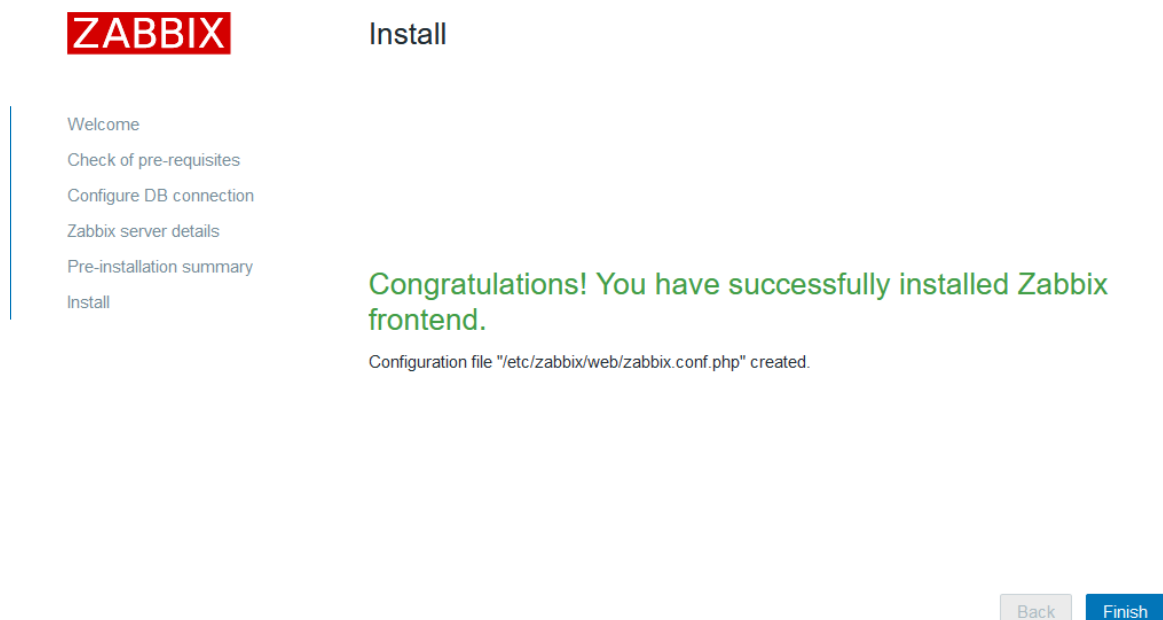 ZABBIX
Install
Welcome
Check of pre-requisites
Configure DB connection
Zabbix server details
Pre-installation summary
Install
Congratulations! You have successfully installed Zabbix
frontend.
Configuration file "/etc/zabbix/web/zabbix.conf.php" created.
Back
Finish